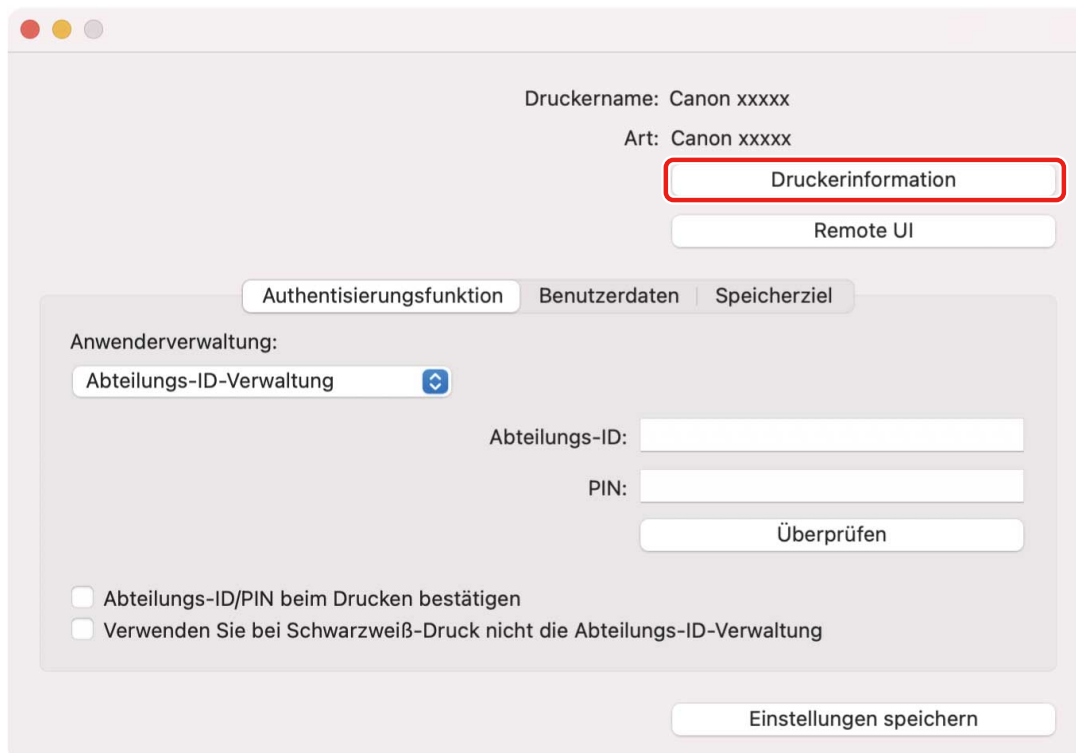 Druckername: Canon xxxxx
Art: Canon xxxxx
Druckerinformation
Remote UI
Authentisierungsfunktion Benutzerdaten Speicherziel
Anwenderverwaltung:
Abteilungs-ID-Verwaltung
Abteilungs-ID:
PIN:
Überprüfen
Abteilungs-ID/PIN beim Drucken bestätigen
Verwenden Sie bei Schwarzweiß-Druck nicht die Abteilungs-ID-Verwaltung
Einstellungen speichern